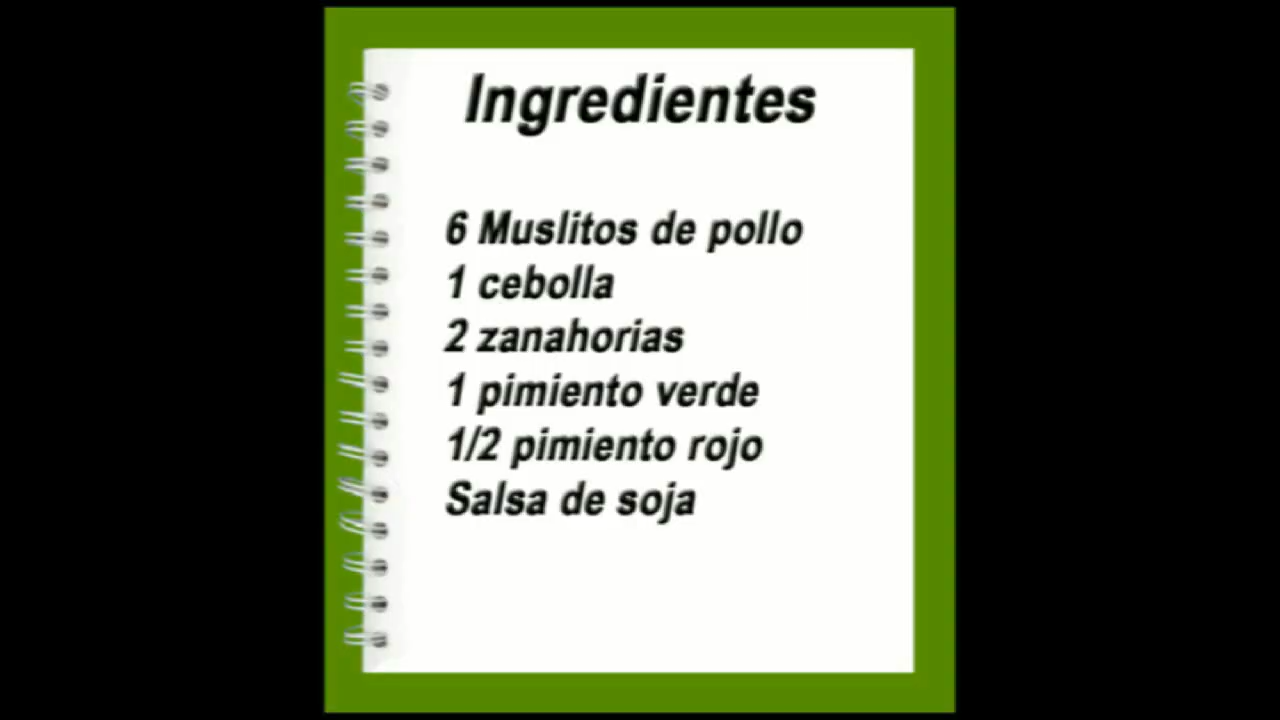 Ingredientes
6 Muslitos de pollo
1 cebolla
2 zanahorias
1 pimiento verde
1/2 pimiento rojo
Salsa de soja